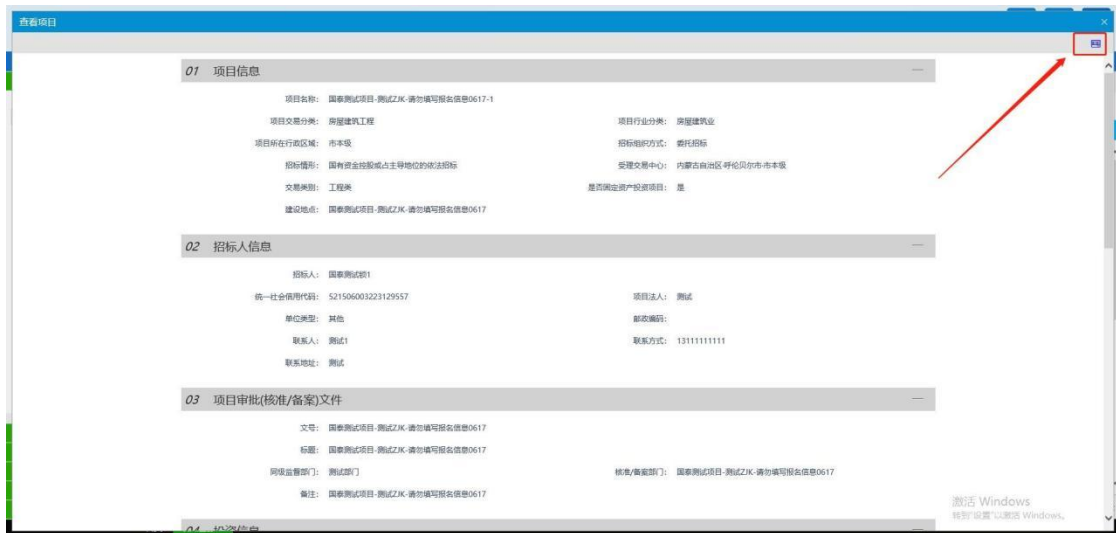 查看项目
01 项目信息
项目名称: 国泰测试项目-测试ZJK-请勿填写报名信息0617-1
项目交易分类: 房屋建筑工程 项目行业分类: 房屋建筑业
项目所在行政区域: 市本级 招标组织方式: 委托招标
招标情形: 国有资金控股或占主导地位的依法招标 受理交易中心: 内蒙古自治区-呼伦贝尔市-市本级
交易类别: 工程类 是否固定资产投资项目: 是
建设地点: 国泰测试项目-测试ZJK-请勿填写报名信息0617
02 招标人信息
招标人: 国泰测试锁1
统一社会信用代码: 521506003223129557 项目法人: 测试
单位类型: 其他 邮政编码:
联系人: 测试1 联系方式: 13111111111
联系地址: 测试
03 项目审批(核准/备案)文件
文号: 国泰测试项目-测试ZJK-请勿填写报名信息0617
标题: 国泰测试项目-测试ZJK-请勿填写报名信息0617
同级监督部门: 测试部门 核准/备案部门: 国泰测试项目-测试ZJK-请勿填写报名信息0617
备注: 国泰测试项目-测试ZJK-请勿填写报名信息0617
激活 Windows
转到"设置"以激活 Windows。
04 投资信息